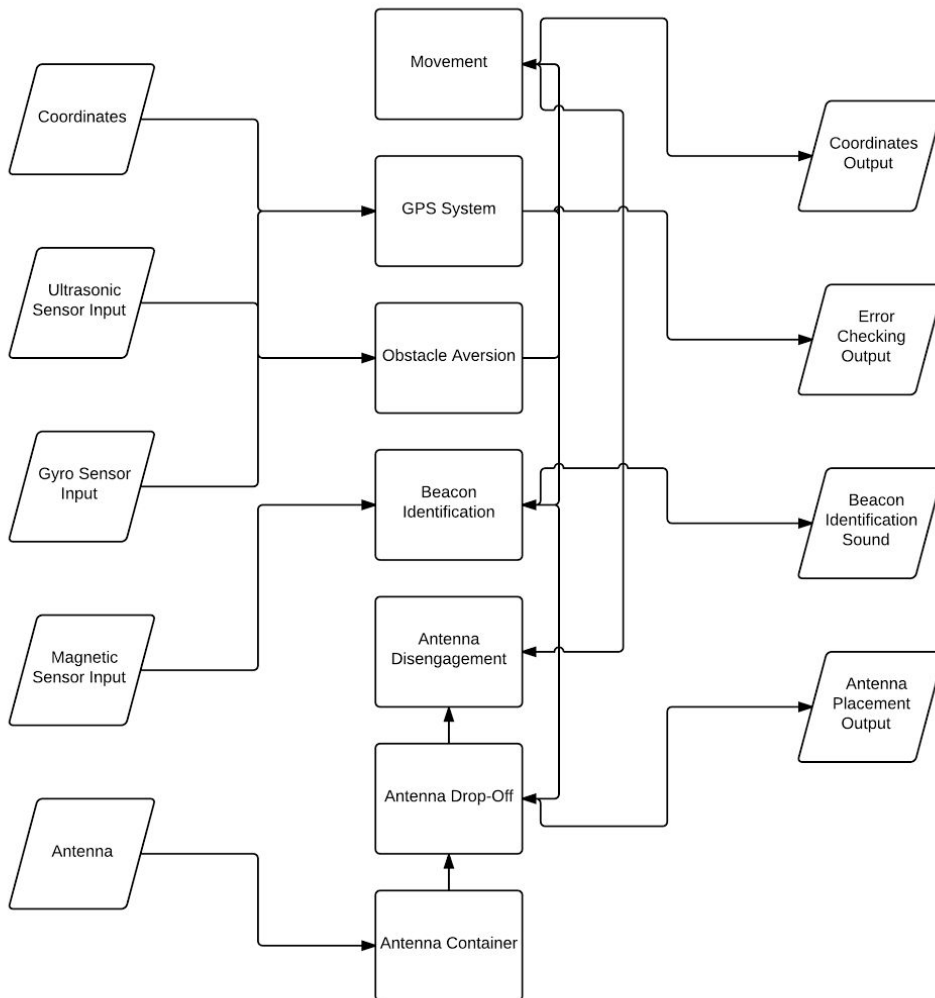 Movement
Coordinates
Coordinates
Output
GPS System
Ultrasonic
Sensor Input
Error
Checking
Output
Obstacle Aversion
Gyro Sensor
Input
Beacon
Identification
Beacon
Identification
Sound
Magnetic
Sensor Input
Antenna
Disengagement
Antenna
Placement
Output
Antenna Drop-Off
Antenna
Antenna Container